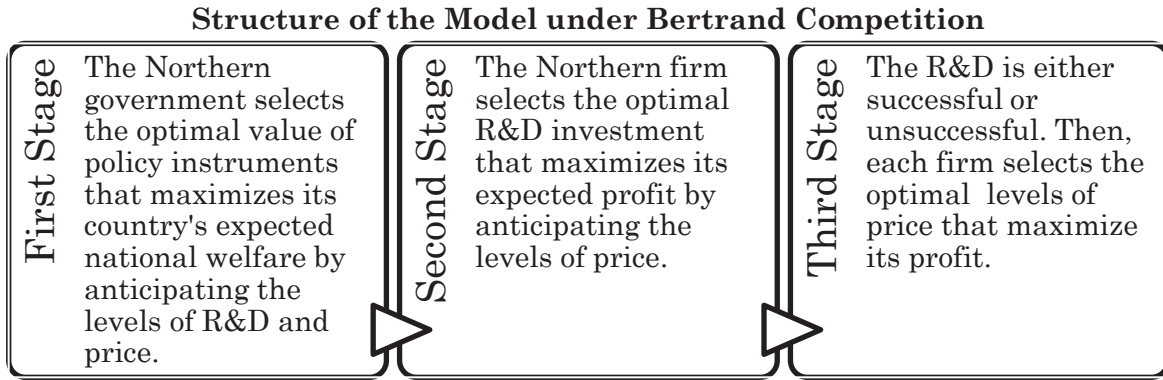 Structure of the Model under Bertrand Competition
First Stage
The Northern
government selects
the optimal value of
policy instruments
that maximizes its
country's expected
national welfare by
anticipating the
levels of R&D and
price.
Second Stage
The Northern firm
selects the optimal
R&D investment
that maximizes its
expected profit by
anticipating the
levels of price.
Third Stage
The R&D is either
successful or
unsuccessful. Then,
each firm selects the
optimal levels of
price that maximize
its profit.